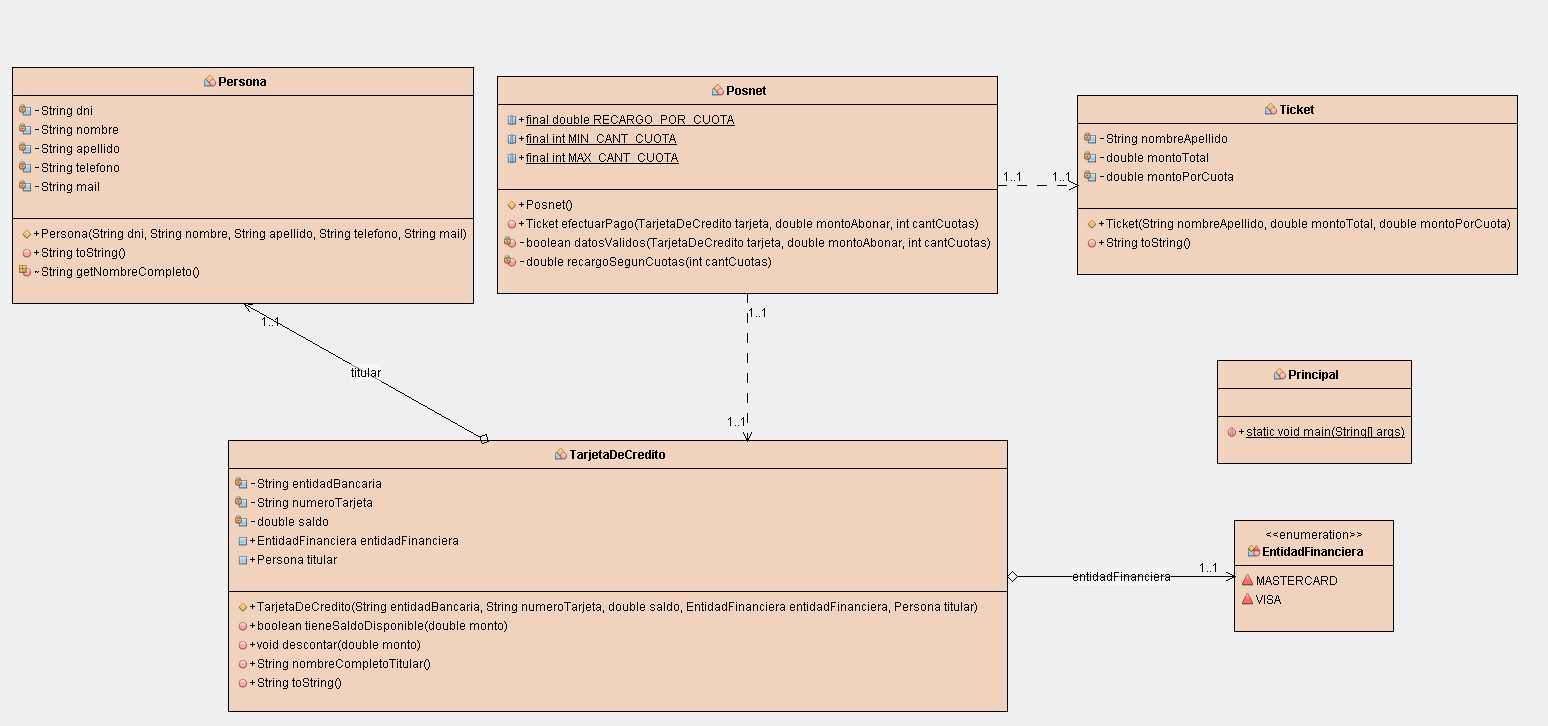 Persona
-String dni
-String nombre
-String apellido
-String telefono
-String mail
+Persona(String dni, String nombre, String apellido, String telefono, String mail)
+String toString()
~String getNombreCompleto()
Posnet
+final double RECARGO_POR_CUOTA
+final int MIN_CANT_CUOTA
+final int MAX_CANT_CUOTA
+Posnet()
+Ticket efectuarPago(TarjetaDeCredito tarjeta, double montoAbonar, int cantCuotas)
-boolean datosValidos(TarjetaDeCredito tarjeta, double montoAbonar, int cantCuotas)
-double recargoSegunCuotas(int cantCuotas)
1..1
1..1
Ticket
-String nombreApellido
-double montoTotal
-double montoPorCuota
+Ticket(String nombreApellido, double montoTotal, double montoPorCuota)
+String toString()
1..1
titular
1..1
1..1
Principal
+static void main(String[] args)
TarjetaDeCredito
-String entidadBancaria
-String numeroTarjeta
-double saldo
+EntidadFinanciera entidadFinanciera
+Persona titular
+TarjetaDeCredito(String entidadBancaria, String numeroTarjeta, double saldo, EntidadFinanciera entidadFinanciera, Persona titular)
+boolean tieneSaldoDisponible(double monto)
+void descontar(double monto)
+String nombreCompletoTitular()
+String toString()
entidadFinanciera
1..1
<<enumeration>>
EntidadFinanciera
MASTERCARD
VISA